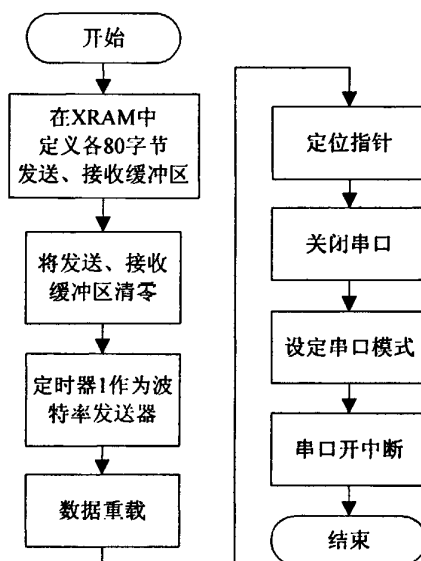 开始
在XRAM中
定义各80字节
发送、接收缓冲区
将发送、接收
缓冲区清零
定时器1作为波
特率发送器
数据重载
定位指针
关闭串口
设定串口模式
串口开中断
结束